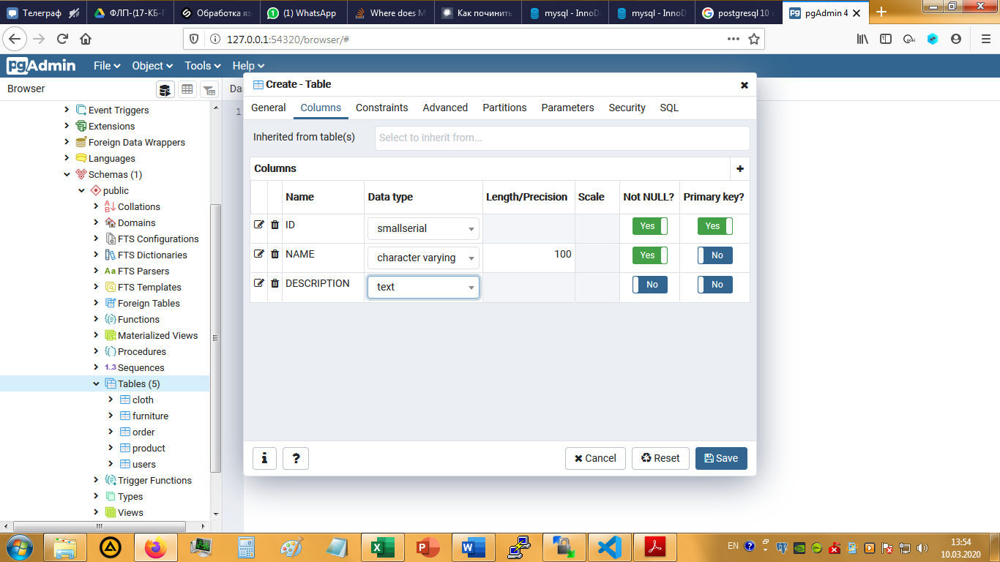 Телеграф
ФЛП-(17-КБ-Г
Обработка яз
(1) WhatsApp
Where does M
Как починить
mysql - InnoD
mysql - InnoD
postgresql 10 c
pgAdmin 4
127.0.0.1:54320/browser/#
pgAdmin File Object Tools Help
Browser
Event Triggers
Extensions
Foreign Data Wrappers
Languages
Schemas (1)
public
Collations
Domains
FTS Configurations
FTS Dictionaries
FTS Parsers
FTS Templates
Foreign Tables
Functions
Materialized Views
Procedures
1..3 Sequences
Tables (5)
cloth
furniture
order
product
users
Trigger Functions
Types
Views
Da
1
Create - Table
General Columns Constraints Advanced Partitions Parameters Security SQL
Inherited from table(s) Select to inherit from...
Columns
Name Data type Length/Precision Scale Not NULL? Primary key?
ID smallserial Yes Yes
NAME character varying 100 Yes No
DESCRIPTION text No No
i ? Cancel Reset Save
EN
13:54
10.03.2020